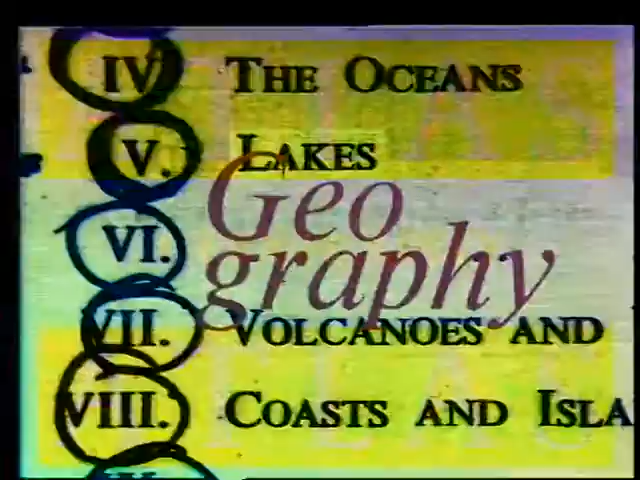 IV THE OCEANS
V. LAKES
Geo
VI.
graphy
VII. VOLCANOES AND
VIII. COASTS AND ISLA